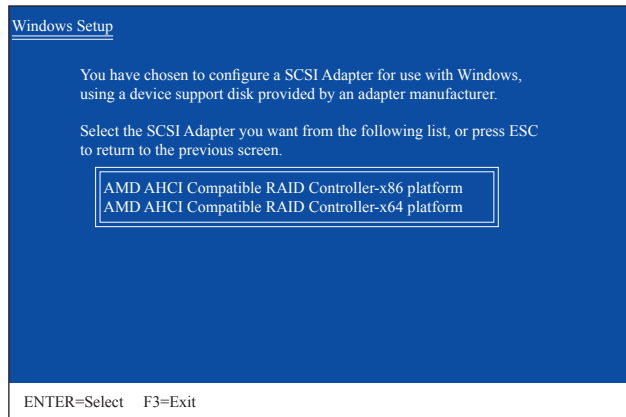 Windows Setup
You have chosen to configure a SCSI Adapter for use with Windows,
using a device support disk provided by an adapter manufacturer.
Select the SCSI Adapter you want from the following list, or press ESC
to return to the previous screen.
AMD AHCI Compatible RAID Controller-x86 platform
AMD AHCI Compatible RAID Controller-x64 platform
ENTER=Select F3=Exit